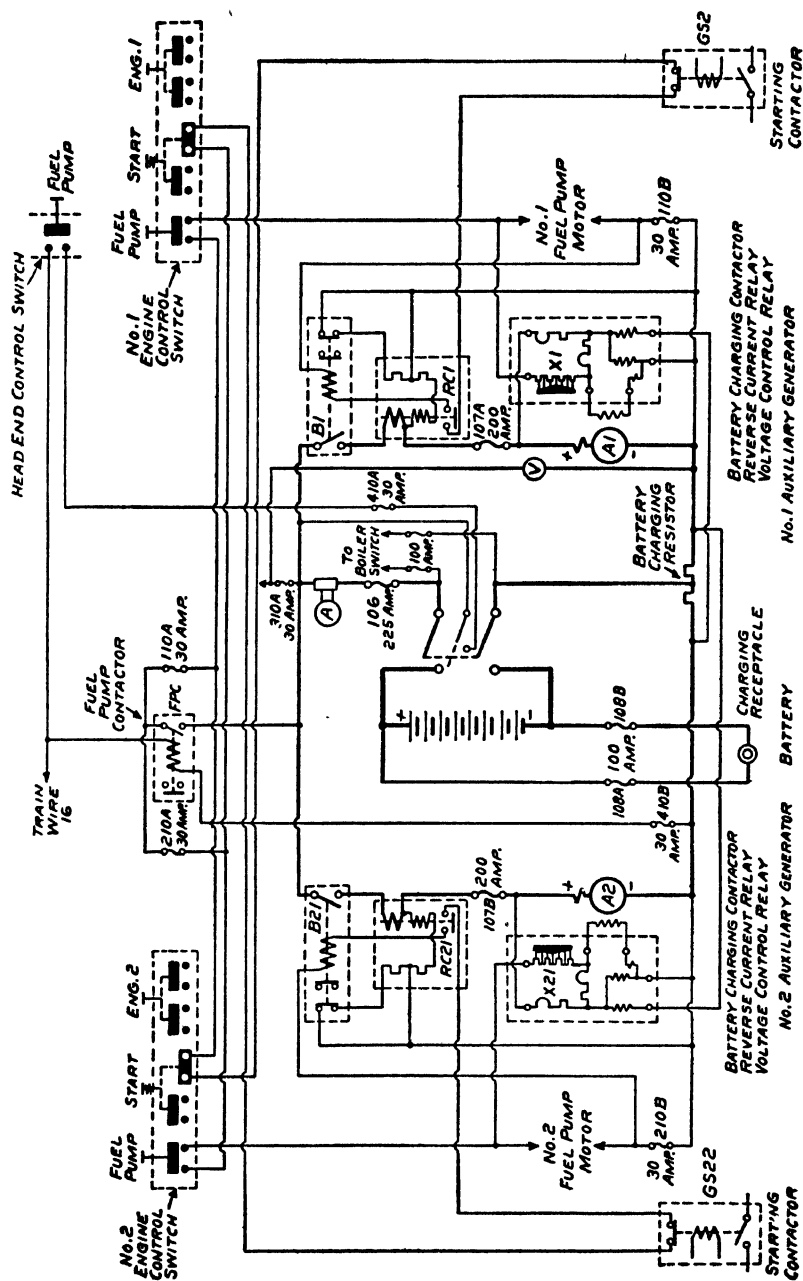 No.2
ENGINE
CONTROL
SWITCH
FUEL
PUMP
START
ENG.2
TRAIN
WIRE
16
FUEL
PUMP
CONTACTOR
210A
30 AMP.
FPC
110A
30 AMP.
HEAD END CONTROL SWITCH
FUEL
PUMP
No.1
ENGINE
CONTROL
SWITCH
FUEL
PUMP
START
ENG.1
B21
RC21
200
AMP.
107B
+
A2
-
X21
No.2
FUEL PUMP
MOTOR
30
210B
AMP.
GS22
STARTING
CONTACTOR
BATTERY CHARGING CONTACTOR
REVERSE CURRENT RELAY
VOLTAGE CONTROL RELAY
No.2 AUXILIARY GENERATOR
30
410B
AMP.
+
-
108A
100
AMP.
108B
BATTERY
CHARGING
RECEPTACLE
310A
30 AMP.
A
106
225 AMP.
TO
BOILER
SWITCH
100
AMP.
410A
30
AMP.
BATTERY
CHARGING
RESISTOR
V
B1
RC1
107A
200
AMP.
+
A1
-
X1
No.1
FUEL PUMP
MOTOR
30
110B
AMP.
BATTERY CHARGING CONTACTOR
REVERSE CURRENT RELAY
VOLTAGE CONTROL RELAY
No.1 AUXILIARY GENERATOR
GS2
STARTING
CONTACTOR